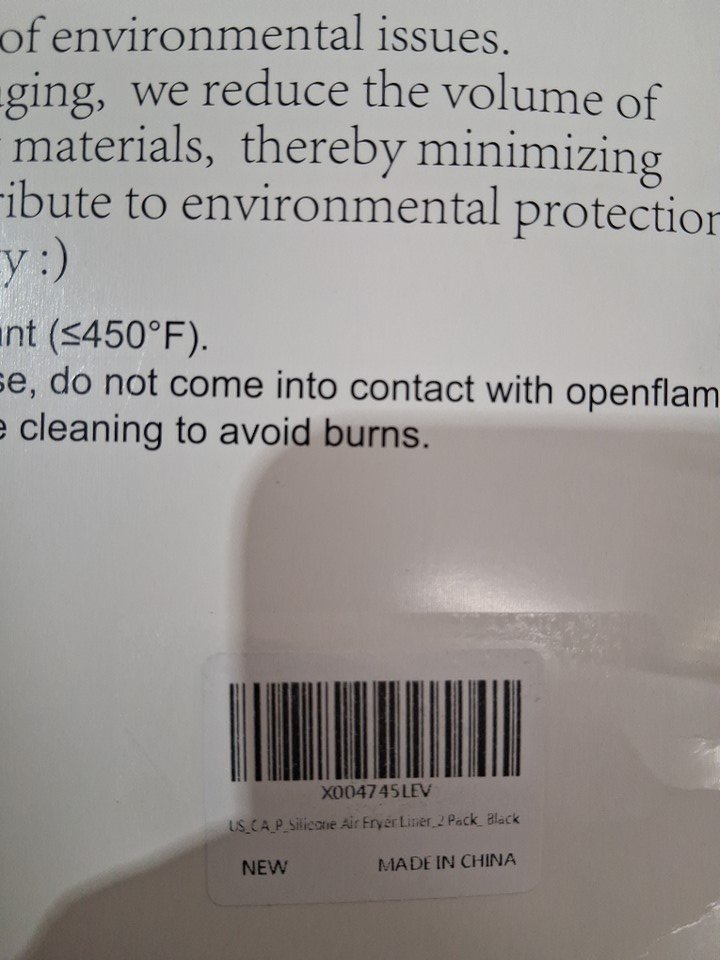 of environmental issues.
ging, we reduce the volume of
materials, thereby minimizing
ribute to environmental protection
y :)
nt (≤450°F).
se, do not come into contact with openflam
e cleaning to avoid burns.
X004745LEV
US_CA_P_Silicone Air Fryer Liner_2 Pack_ Black
NEW MADE IN CHINA